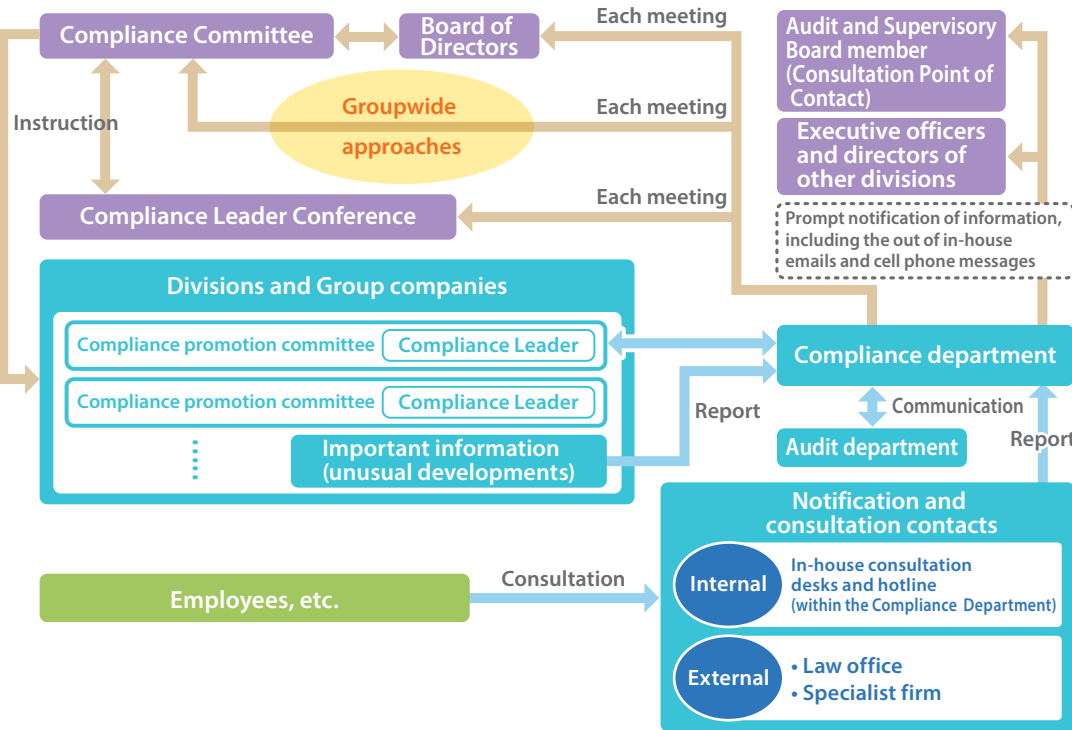 Compliance Committee
Board of
Directors
Each meeting
Audit and Supervisory
Board member
(Consultation Point of
Contact)
Instruction
Groupwide
approaches
Each meeting
Executive officers
and directors of
other divisions
Compliance Leader Conference
Each meeting
Prompt notification of information,
including the out of in-house
emails and cell phone messages
Divisions and Group companies
Compliance promotion committee
Compliance Leader
Compliance promotion committee
Compliance Leader
Important information
(unusual developments)
Report
Compliance department
Communication
Audit department
Report
Notification and
consultation contacts
Employees, etc.
Consultation
Internal
In-house consultation
desks and hotline
(within the Compliance Department)
External
• Law office
• Specialist firm